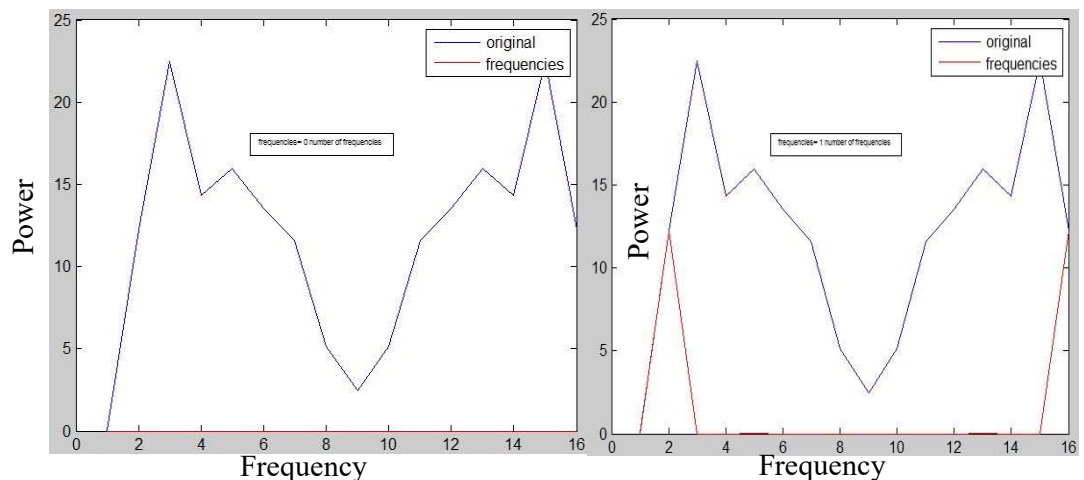 25
20
15
10
5
0
0 2 4 6 8 10 12 14 16
Power
Frequency
original
frequencies
frequencies= 0 number of frequencies
25
20
15
10
5
0
0 2 4 6 8 10 12 14 16
Power
Frequency
original
frequencies
frequencies= 1 number of frequencies